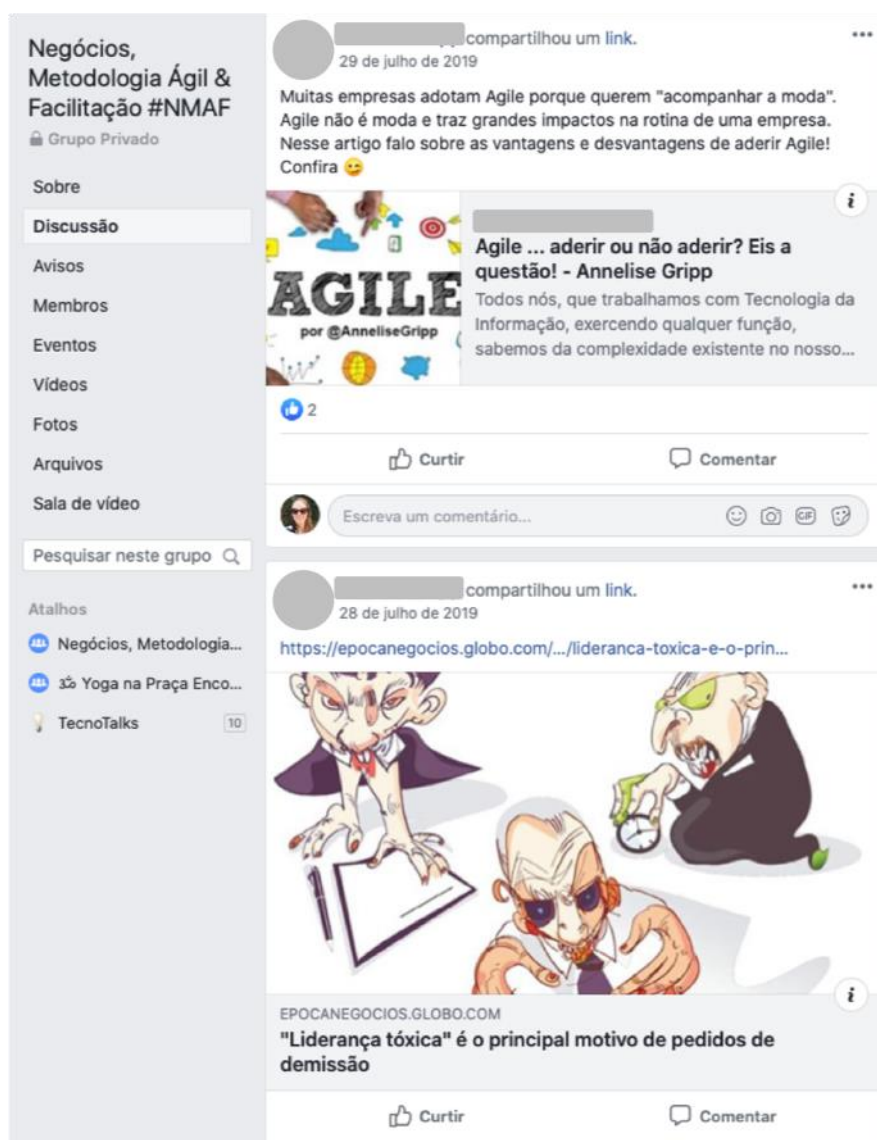 Negócios,
Metodologia Ágil &
Facilitação #NMAF
Grupo Privado
Sobre
Discussão
Avisos
Membros
Eventos
Vídeos
Fotos
Arquivos
Sala de vídeo
Pesquisar neste grupo
Atalhos
Negócios, Metodologia...
ॐ Yoga na Praça Enco...
TecnoTalks 10
compartilhou um link.
29 de julho de 2019
Muitas empresas adotam Agile porque querem "acompanhar a moda".
Agile não é moda e traz grandes impactos na rotina de uma empresa.
Nesse artigo falo sobre as vantagens e desvantagens de aderir Agile!
Confira
AGILE
por @AnneliseGripp
Agile ... aderir ou não aderir? Eis a
questão! - Annelise Gripp
Todos nós, que trabalhamos com Tecnologia da
Informação, exercendo qualquer função,
sabemos da complexidade existente no nosso...
2
Curtir Comentar
Escreva um comentário...
GIF
compartilhou um link.
28 de julho de 2019
https://epocanegocios.globo.com/.../lideranca-toxica-e-o-prin...
EPOCANEGOCIOS.GLOBO.COM
"Liderança tóxica" é o principal motivo de pedidos de
demissão
Curtir Comentar